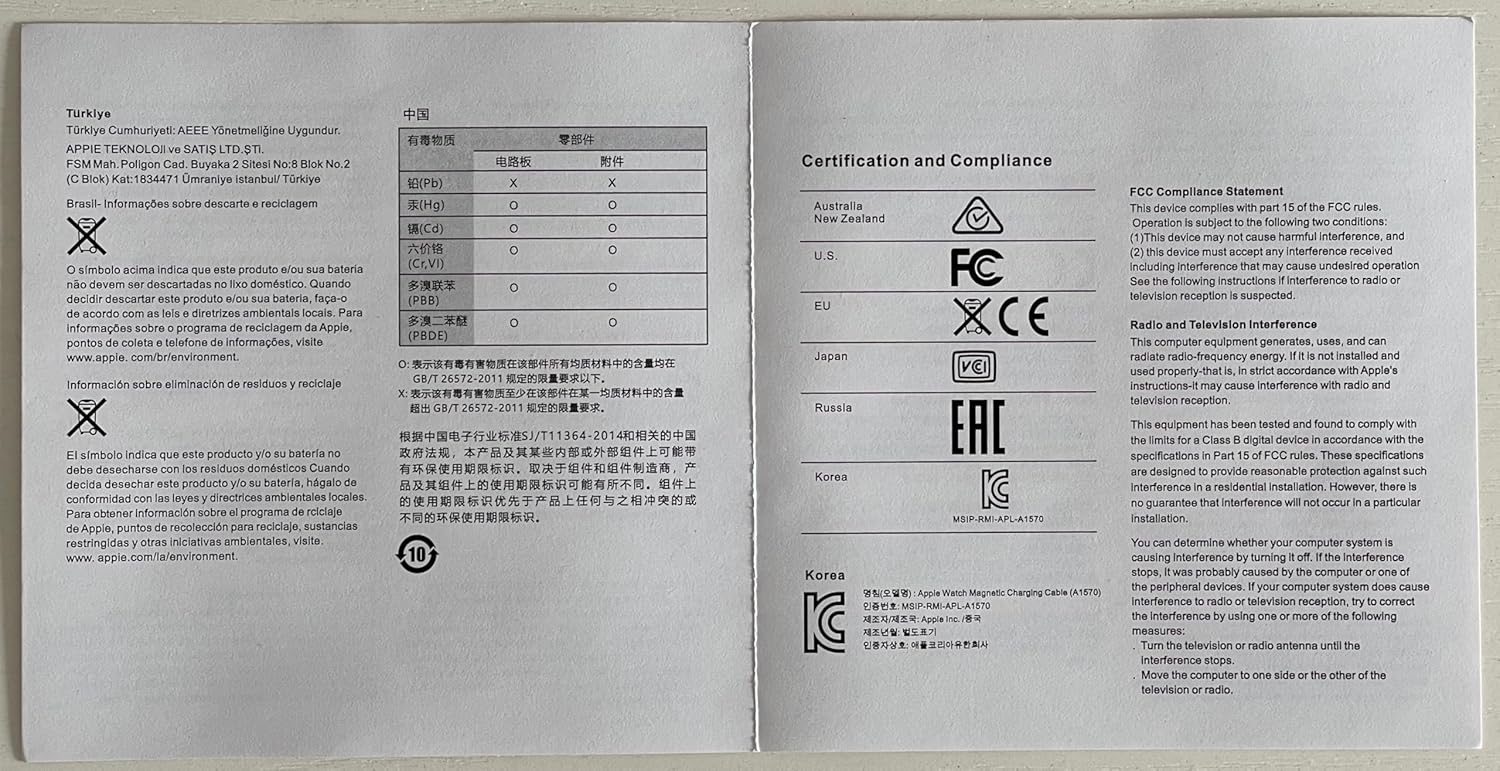 Türkiye
Türkiye Cumhuriyeti: AEEE Yönetmeliğine Uygundur.
APPIE TEKNOLOJI ve SATIŞ LTD.ŞTİ.
FSM Mah.Poligon Cad. Buyaka 2 Sitesi No:8 Blok No.2
(C Blok) Kat:1834471 Ümraniye istanbul/ Türkiye
Brasil- Informações sobre descarte e reciclagem
O símbolo acima indica que este produto e/ou sua bateria
não devem ser descartadas no lixo doméstico. Quando
decidir descartar este produto e/ou sua bateria, faça-o
de acordo com as leis e diretrizes ambientals locais. Para
informações sobre o programa de reciclagem da Appie,
pontos de coleta e telefone de informações, visite
www.appie. com/br/environment.
Información sobre eliminación de residuos y reciclaje
El símbolo indica que este producto y/o su batería no
debe desecharse con los residuos domésticos Cuando
decida desechar este producto y/o su batería, hágalo de
conformidad con las leyes y directrices ambientales locales.
Para obtener información sobre el programa de rciclaje
de Appie, puntos de recolección para reciclaje, sustancias
restringidas y otras iniciativas ambientales, visite.
www. appie.com/la/environment.
中国
有毒物质 零部件
电路板 附件
铅(Pb) X X
汞(Hg) O O
镉(Cd) O O
六价铬 O O
(Cr,VI)
多溴联苯 O O
(PBB)
多溴二苯醚 O O
(PBDE)
O: 表示该有毒有害物质在该部件所有均质材料中的含量均在
GB/T 26572-2011 规定的限量要求以下。
X: 表示该有毒有害物质至少在该部件在某一均质材料中的含量
超出 GB/T 26572-2011 规定的限量要求。
根据中国电子行业标准SJ/T11364-2014和相关的中国
政府法规，本产品及其某些内部或外部组件上可能带
有环保使用期限标识。取决于组件和组件制造商，产
品及其组件上的使用期限标识可能有所不同。组件上
的使用期限标识优先于产品上任何与之相冲突的或
不同的环保使用期限标识。
10
Certification and Compliance
Australia
New Zealand
U.S. FC
EU CE
Japan VCI
Russia EAC
Korea KC
MSIP-RMI-APL-A1570
Korea
KC
명칭(모델명) : Apple Watch Magnetic Charging Cable (A1570)
인증번호: MSIP-RMI-APL-A1570
제조자/제조국: Apple Inc. /중국
제조년월: 별도표기
인증자상호: 애플코리아유한회사
FCC Compliance Statement
This device complies with part 15 of the FCC rules.
Operation is subject to the following two conditions:
(1)This device may not cause harmful interference, and
(2) this device must accept any interference received
including interference that may cause undesired operation
See the following instructions if interference to radio or
television reception is suspected.
Radio and Television Interference
This computer equipment generates, uses, and can
radiate radio-frequency energy. If it is not installed and
used properly-that is, in strict accordance with Apple's
instructions-it may cause interference with radio and
television reception.
This equipment has been tested and found to comply with
the limits for a Class B digital device in accordance with the
specifications in Part 15 of FCC rules. These specifications
are designed to provide reasonable protection against such
interference in a residential installation. However, there is
no guarantee that interference will not occur in a particular
installation.
You can determine whether your computer system is
causing interference by turning it off. If the interference
stops, it was probably caused by the computer or one of
the peripheral devices. If your computer system does cause
interference to radio or television reception, try to correct
the interference by using one or more of the following
measures:
. Turn the television or radio antenna until the
interference stops.
. Move the computer to one side or the other of the
television or radio.